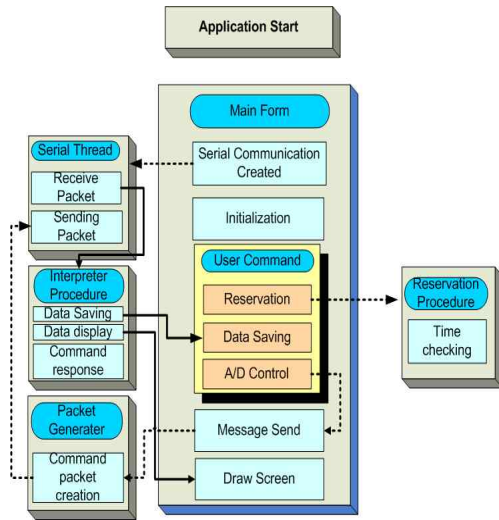 Application Start
Main Form
Serial Communication
Created
Initialization
User Command
Reservation
Data Saving
A/D Control
Message Send
Draw Screen
Serial Thread
Receive
Packet
Sending
Packet
Interpreter
Procedure
Data Saving
Data display
Command
response
Packet
Generater
Command
packet
creation
Reservation
Procedure
Time
checking